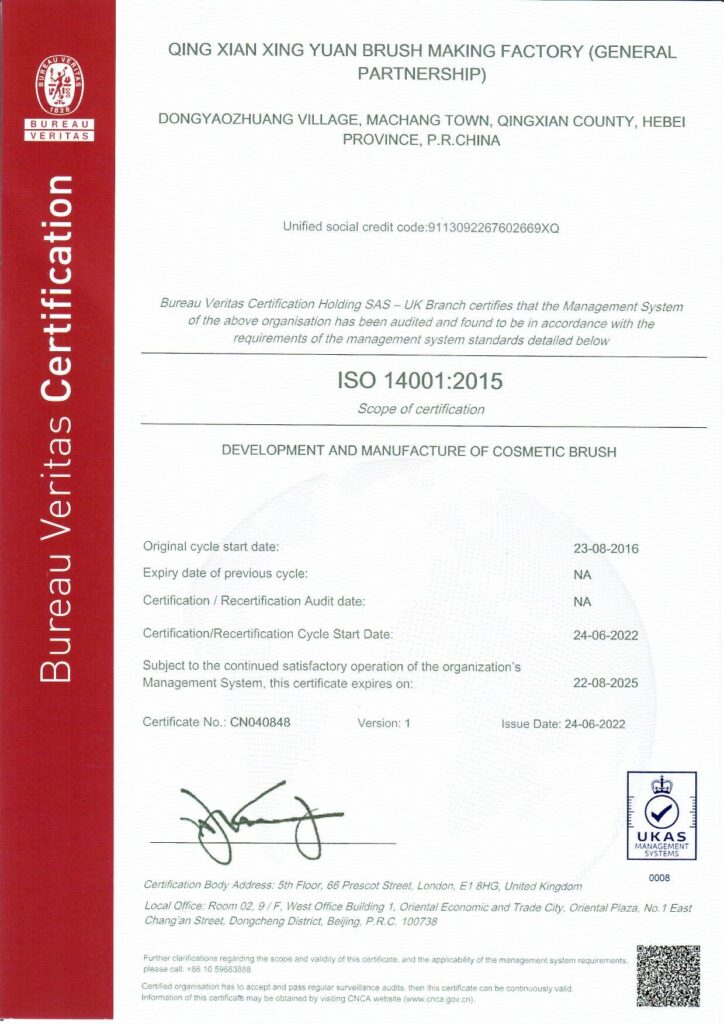 BUREAU VERITAS
1828
BUREAU
VERITAS
Bureau Veritas Certification
QING XIAN XING YUAN BRUSH MAKING FACTORY (GENERAL
PARTNERSHIP)
DONGYAOZHUANG VILLAGE, MACHANG TOWN, QINGXIAN COUNTY, HEBEI
PROVINCE, P.R.CHINA
Unified social credit code:9113092267602669XQ
Bureau Veritas Certification Holding SAS – UK Branch certifies that the Management System
of the above organisation has been audited and found to be in accordance with the
requirements of the management system standards detailed below
ISO 14001:2015
Scope of certification
DEVELOPMENT AND MANUFACTURE OF COSMETIC BRUSH
Original cycle start date: 23-08-2016
Expiry date of previous cycle: NA
Certification / Recertification Audit date: NA
Certification/Recertification Cycle Start Date: 24-06-2022
Subject to the continued satisfactory operation of the organization's
Management System, this certificate expires on: 22-08-2025
Certificate No.: CN040848 Version: 1 Issue Date: 24-06-2022
UKAS
MANAGEMENT
SYSTEMS
0008
Certification Body Address: 5th Floor, 66 Prescot Street, London, E1 8HG, United Kingdom
Local Office: Room 02, 9 / F, West Office Building 1, Oriental Economic and Trade City, Oriental Plaza, No.1 East
Chang'an Street, Dongcheng District, Beijing, P.R.C. 100738
Further clarifications regarding the scope and validity of this certificate, and the applicability of the management system requirements,
please call: +86 10 59683888
Certified organisation has to accept and pass regular surveillance audits, then this certificate can be continuously valid.
Information of this certificate may be obtained by visiting CNCA website (www.cnca.gov.cn).